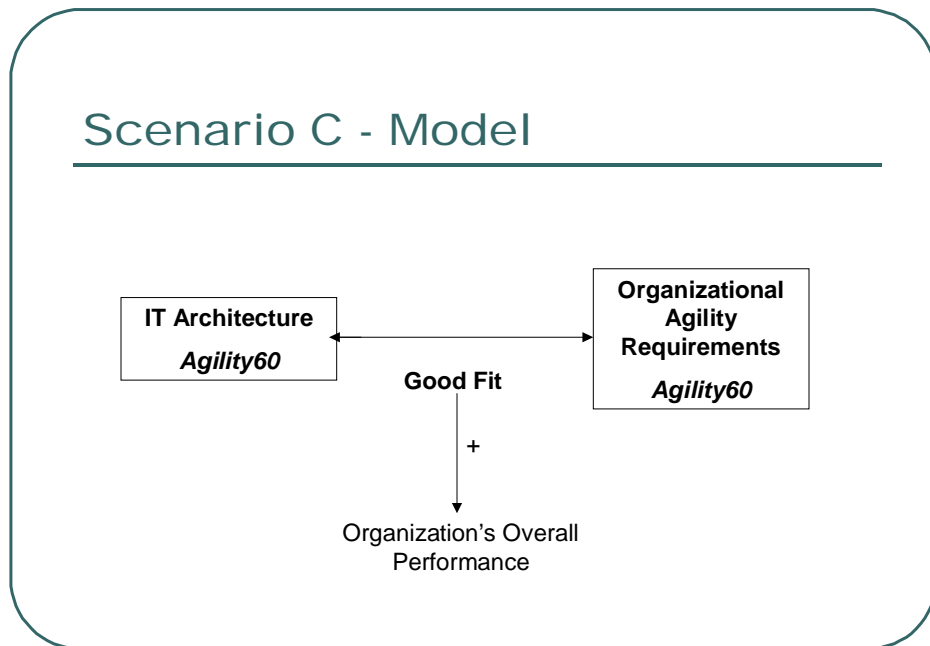 Scenario C - Model
IT Architecture
Agility60
Organizational
Agility
Requirements
Agility60
Good Fit
+
Organization's Overall
Performance